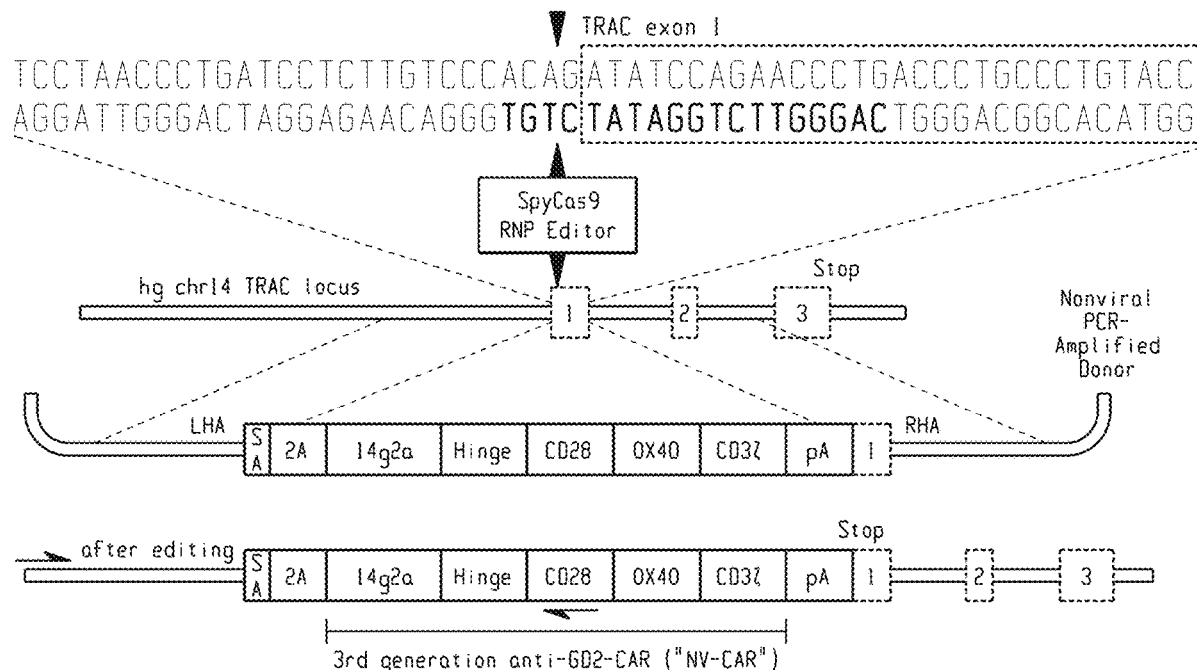 TRAC exon 1
TCCTAACCCTGATCCTCTTGTCCCACAGATATCCAGAACCCTGACCCTGCCCTGTACC
AGGATTGGGACTAGGAGAACAGGGTGTCTATAGGTCTTGGGACTGGGACGGCACATGG
SpyCas9
RNP Editor
hg chr14 TRAC locus
Stop
1
2
3
Nonviral
PCR-
Amplified
Donor
LHA
SA
2A
14g2a
Hinge
CD28
OX40
CD3ζ
pA
1
RHA
after editing
Stop
SA
2A
14g2a
Hinge
CD28
OX40
CD3ζ
pA
1
2
3
3rd generation anti-GD2-CAR ("NV-CAR")